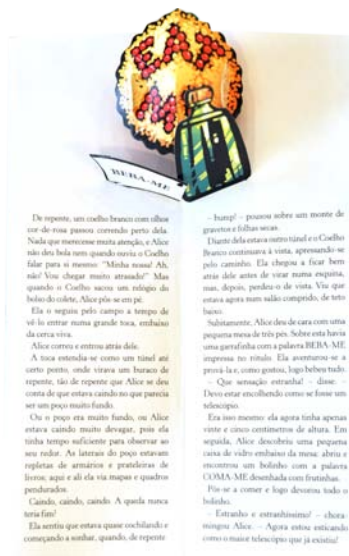 EAT
M
BEBA-ME
De repente, um coelho branco com olhos
cor-de-rosa passou correndo perto dela.
Nada que merecesse muita atenção, e Alice
não deu bola nem quando ouviu o Coelho
falar para si mesmo: "Minha nossa! Ah,
não! Vou chegar muito atrasado!" Mas
quando o Coelho sacou um relógio do
bolso do colete, Alice pôs-se em pé.
Ela o seguiu pelo campo a tempo de
vê-lo entrar numa grande toca, embaixo
da cerca viva.
Alice correu e entrou atrás dele.
A toca estendia-se como um túnel até
certo ponto, onde virava um buraco de
repente, tão de repente que Alice se deu
conta de que estava caindo no que parecia
ser um poço muito fundo.
Ou o poço era muito fundo, ou Alice
estava caindo muito devagar, pois ela
tinha tempo suficiente para observar ao
seu redor. As laterais do poço estavam
repletas de armários e prateleiras de
livros; aqui e ali ela via mapas e quadros
pendurados.
Caindo, caindo, caindo. A queda nunca
teria fim?
Ela sentiu que estava quase cochilando e
começando a sonhar, quando, de repente
– bump! – pousou sobre um monte de
gravetos e folhas secas.
Diante dela estava outro túnel e o Coelho
Branco continuava à vista, apressando-se
pelo caminho. Ela chegou a ficar bem
atrás dele antes de virar numa esquina,
mas, depois, perdeu-o de vista. Viu que
estava agora num salão comprido, de teto
baixo.
Subitamente, Alice deu de cara com uma
pequena mesa de três pés. Sobre esta havia
uma garrafinha com a palavra BEBA-ME
impressa no rótulo. Ela aventurou-se a
prová-la e, como gostou, logo bebeu tudo.
– Que sensação estranha! – disse. –
Devo estar encolhendo como se fosse um
telescópio.
Era isso mesmo: ela agora tinha apenas
vinte e cinco centímetros de altura. Em
seguida, Alice descobriu uma pequena
caixa de vidro embaixo da mesa: abriu e
encontrou um bolinho com a palavra
COMA-ME desenhada com frutinhas.
Pôs-se a comer e logo devorou todo o
bolinho.
– Estranho e estranhíssimo! – chora-
mingou Alice. – Agora estou esticando
como o maior telescópio que já existiu!